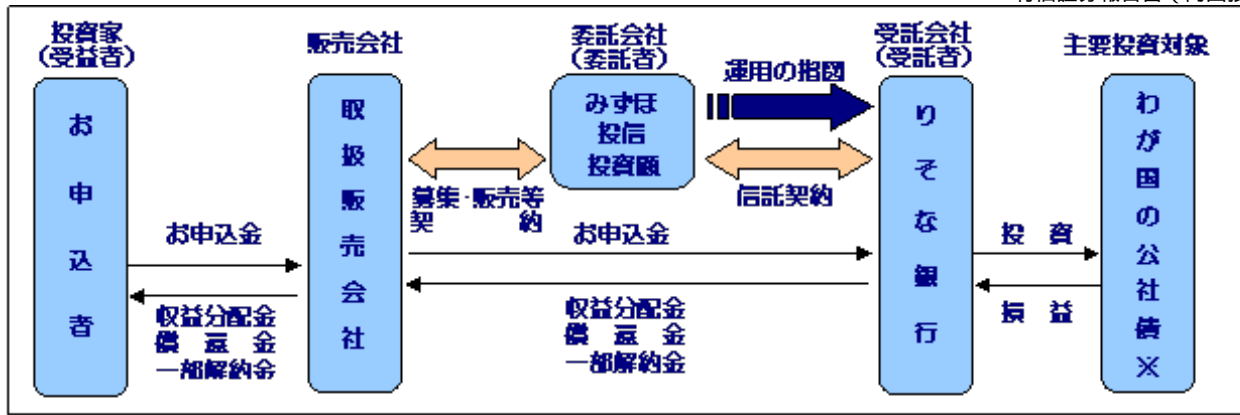 投資家
(受益者)
お申込者
販売会社
取扱販売会社
委託会社
(委託者)
みずほ
投信
投資顧
受託会社
(受託者)
りそな銀行
主要投資対象
わが国の公社債※
運用の指図
募集・販売等
契約
信託契約
お申込金
お申込金
投資
収益分配金
償還金
一部解約金
収益分配金
償還金
一部解約金
損益